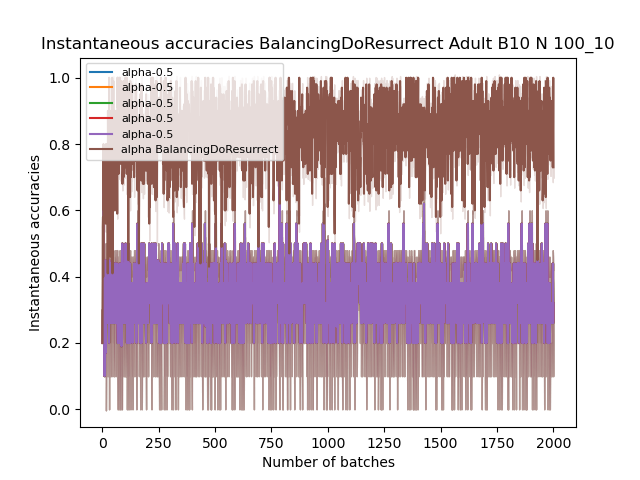 Instantaneous accuracies BalancingDoResurrect Adult B10 N 100_10
alpha-0.5
alpha-0.5
alpha-0.5
alpha-0.5
alpha-0.5
alpha BalancingDoResurrect
Instantaneous accuracies
1.0
0.8
0.6
0.4
0.2
0.0
0 250 500 750 1000 1250 1500 1750 2000
Number of batches